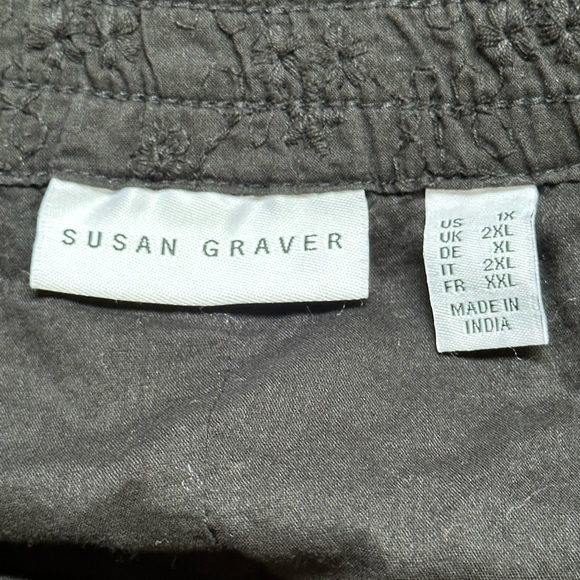 SUSAN GRAVER
US 1X
UK 2XL
DE XL
IT 2XL
FR XXL
MADE IN
INDIA